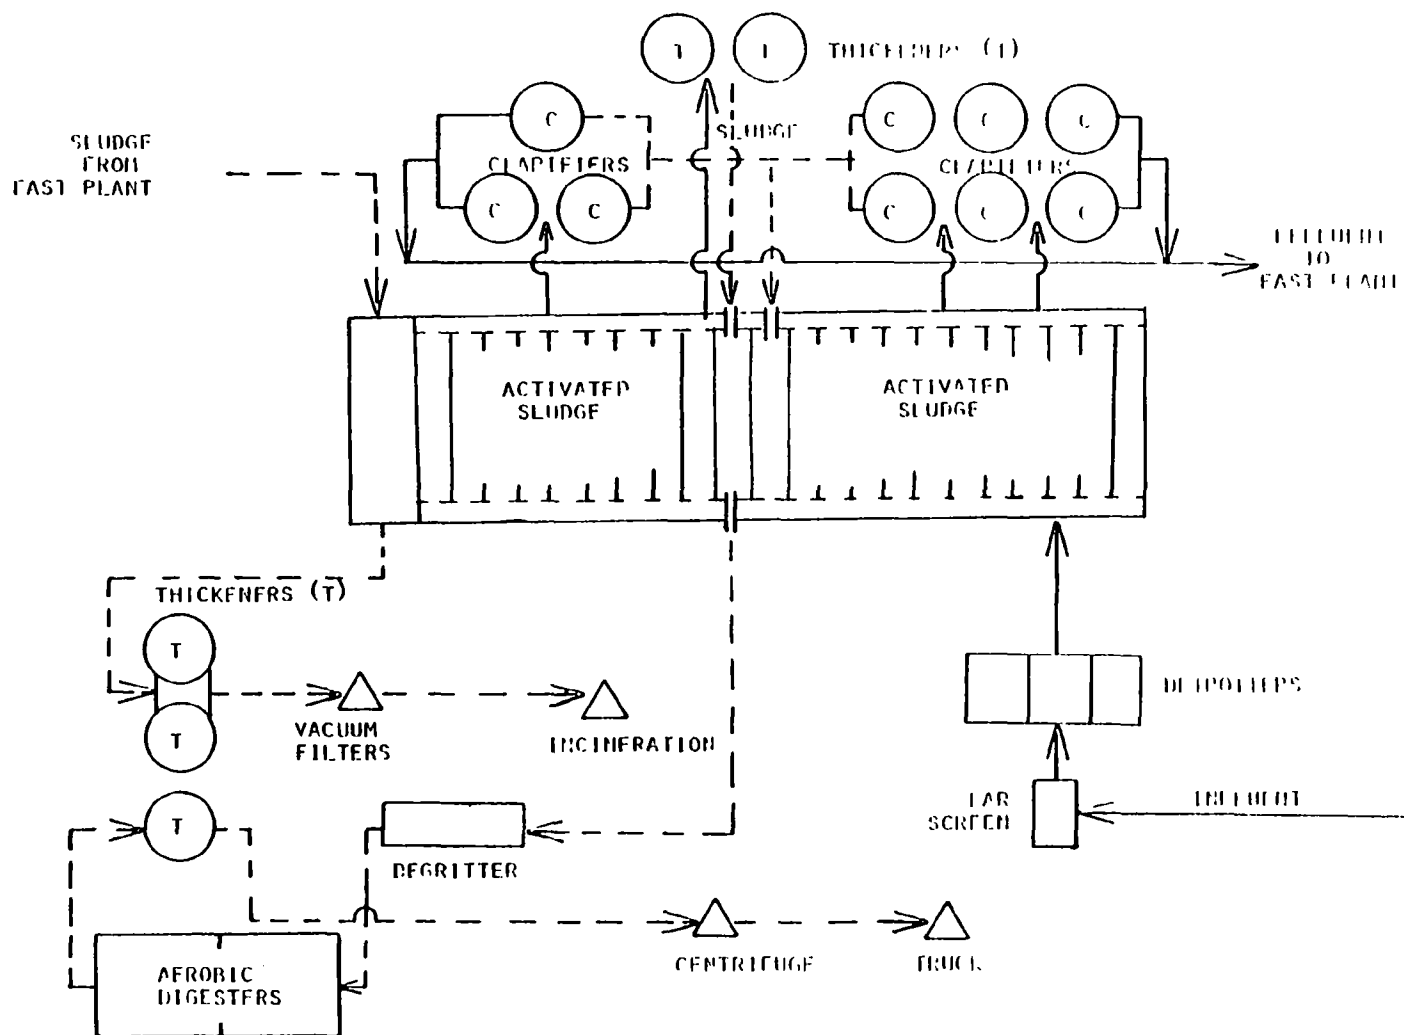 THICKENERS (T)
T
SLUDGE
FROM
EAST PLANT
C
C
C
CLARIFIERS
SLUDGE
C
C
C
CLARIFIERS
C
C
C
EFFLUENT
TO
EAST PLANT
ACTIVATED
SLUDGE
ACTIVATED
SLUDGE
THICKENERS (T)
T
T
VACUUM
FILTERS
INCINERATION
BAR
SCREEN
INFLUENT
T
DEGRITTER
AEROBIC
DIGESTERS
CENTRIFUGE
TRUCK